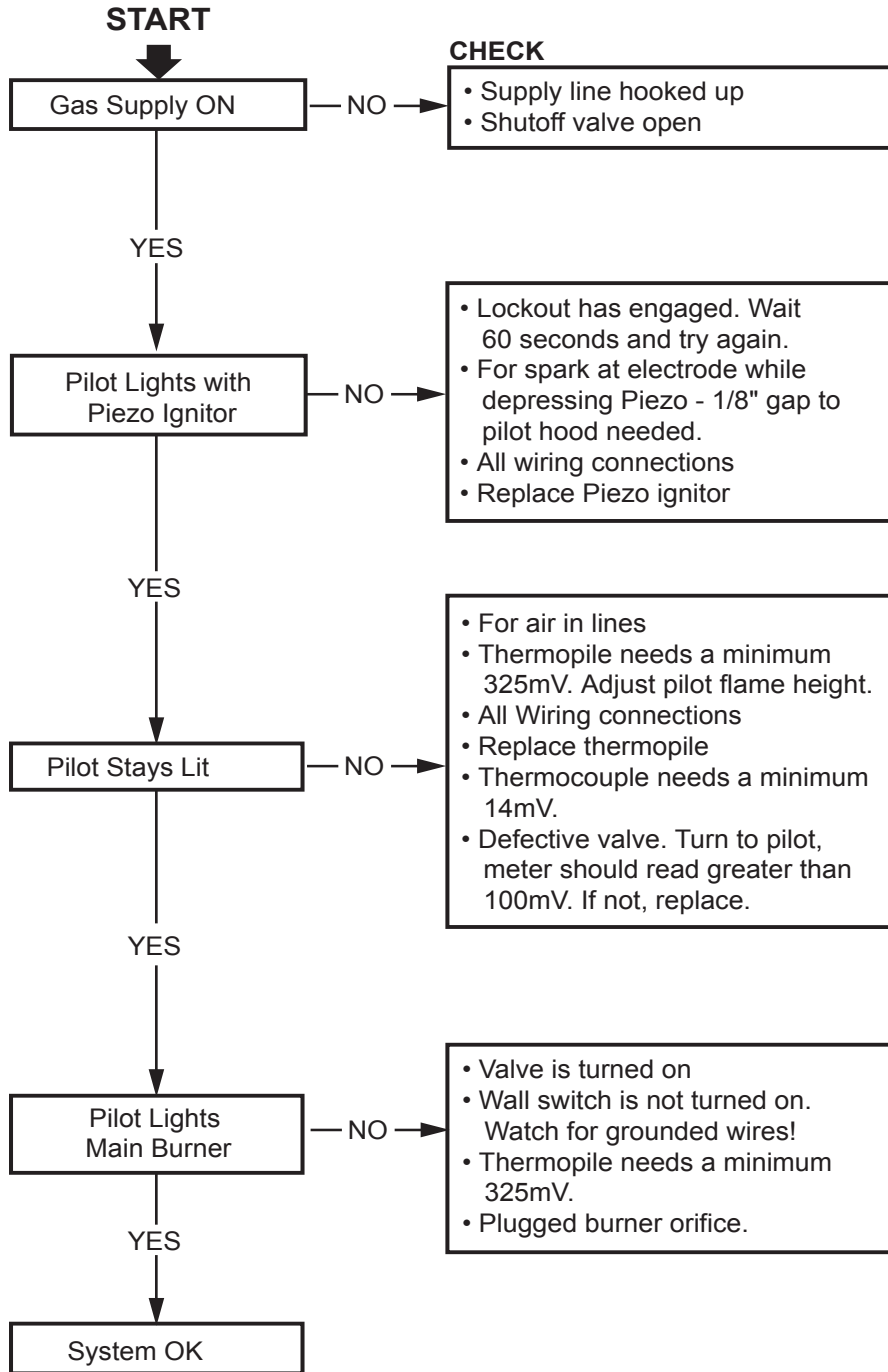 START
CHECK
Gas Supply ON
NO
• Supply line hooked up
• Shutoff valve open
YES
Pilot Lights with
Piezo Ignitor
NO
• Lockout has engaged. Wait
60 seconds and try again.
• For spark at electrode while
depressing Piezo - 1/8" gap to
pilot hood needed.
• All wiring connections
• Replace Piezo ignitor
YES
Pilot Stays Lit
NO
• For air in lines
• Thermopile needs a minimum
325mV. Adjust pilot flame height.
• All Wiring connections
• Replace thermopile
• Thermocouple needs a minimum
14mV.
• Defective valve. Turn to pilot,
meter should read greater than
100mV. If not, replace.
YES
Pilot Lights
Main Burner
NO
• Valve is turned on
• Wall switch is not turned on.
Watch for grounded wires!
• Thermopile needs a minimum
325mV.
• Plugged burner orifice.
YES
System OK